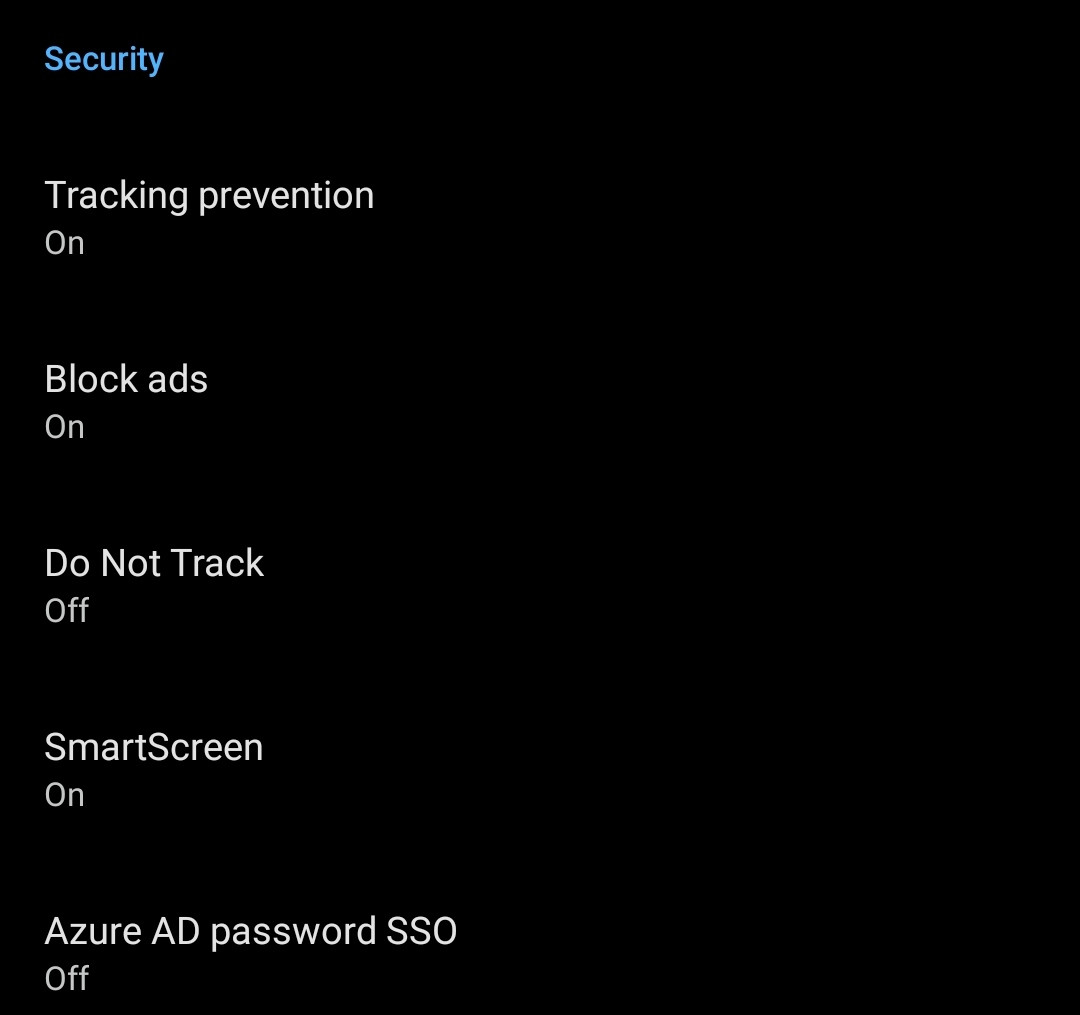 Security
Tracking prevention
On
Block ads
On
Do Not Track
Off
SmartScreen
On
Azure AD password SSO
Off